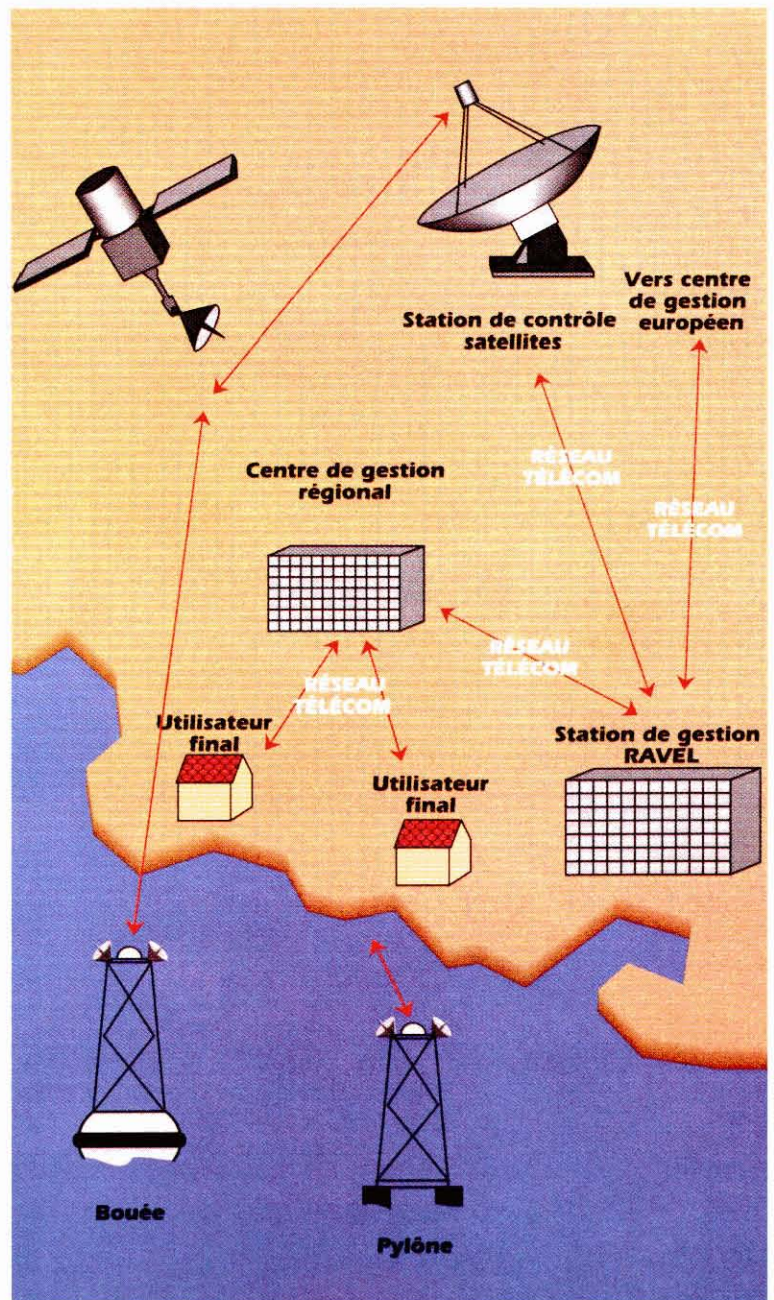 Station de contrôle
satellites
Vers centre
de gestion
européen
RÉSEAU
TÉLÉCOM
RÉSEAU
TÉLÉCOM
Centre de gestion
régional
RÉSEAU
TÉLÉCOM
RÉSEAU
TÉLÉCOM
Utilisateur
final
Station de gestion
RAVEL
Utilisateur
final
Bouée
Pylône